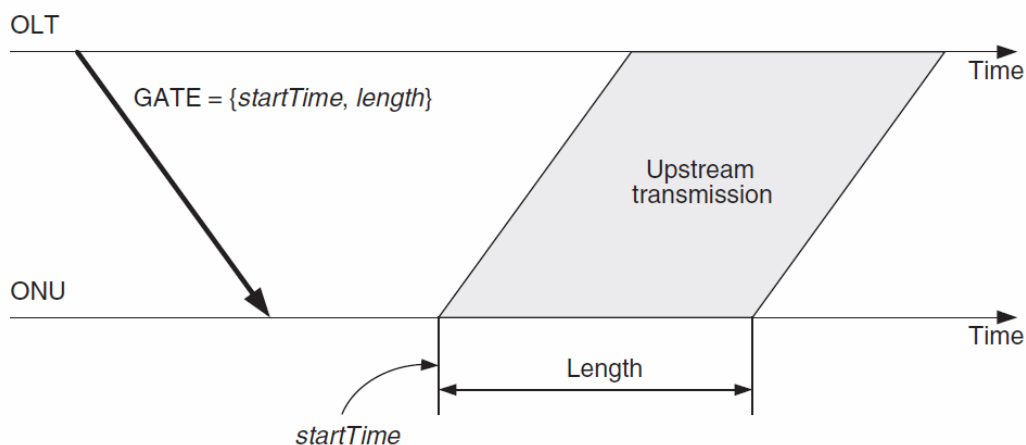 OLT
Time
GATE = {startTime, length}
Upstream
transmission
ONU
Time
Length
startTime